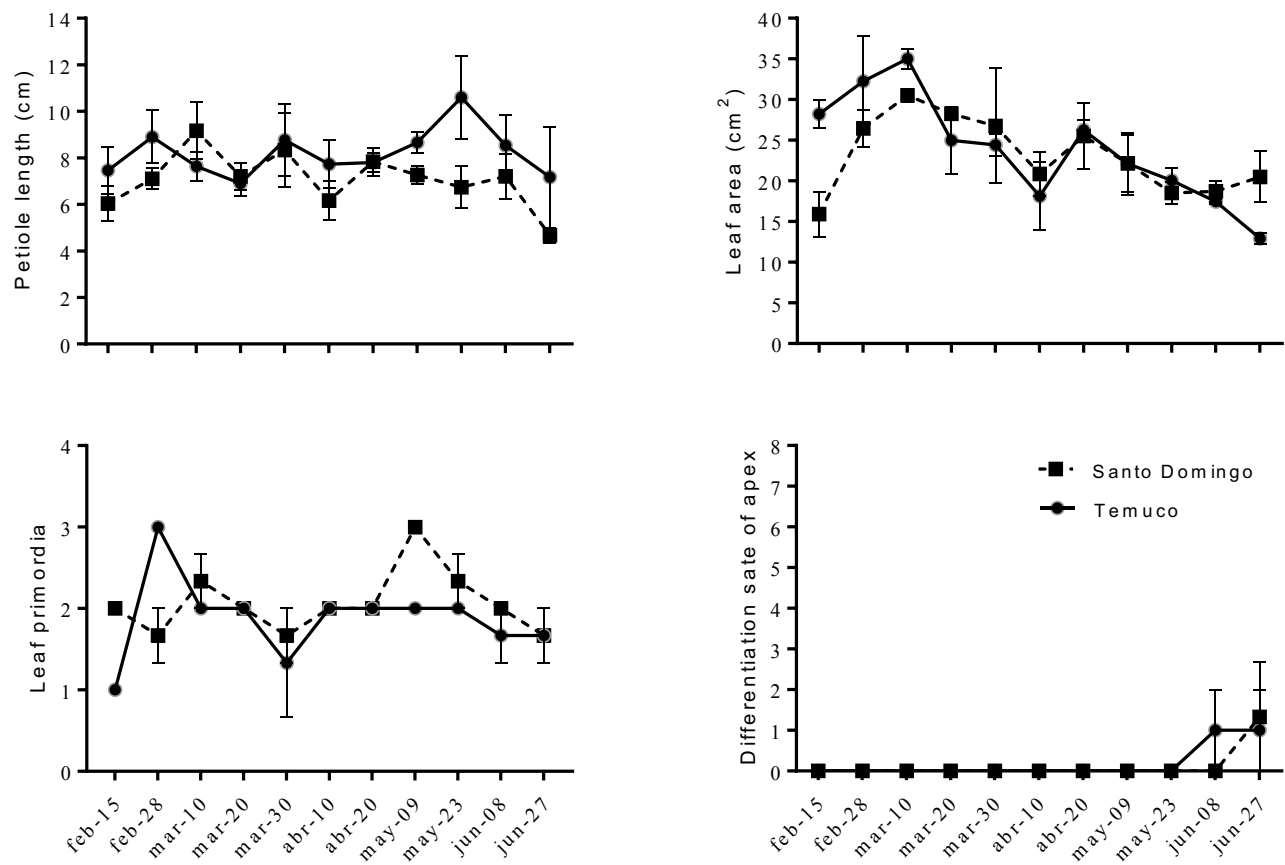 Petiole length (cm)
14
12
10
8
6
4
2
0
Leaf area (cm2)
40
35
30
25
20
15
10
5
0
Leaf primordia
4
3
2
1
0
feb-15
feb-28
mar-10
mar-20
mar-30
abr-10
abr-20
may-09
may-23
jun-08
jun-27
Differentiation sate of apex
8
7
6
5
4
3
2
1
0
Santo Domingo
Temuco
feb-15
feb-28
mar-10
mar-20
mar-30
abr-10
abr-20
may-09
may-23
jun-08
jun-27